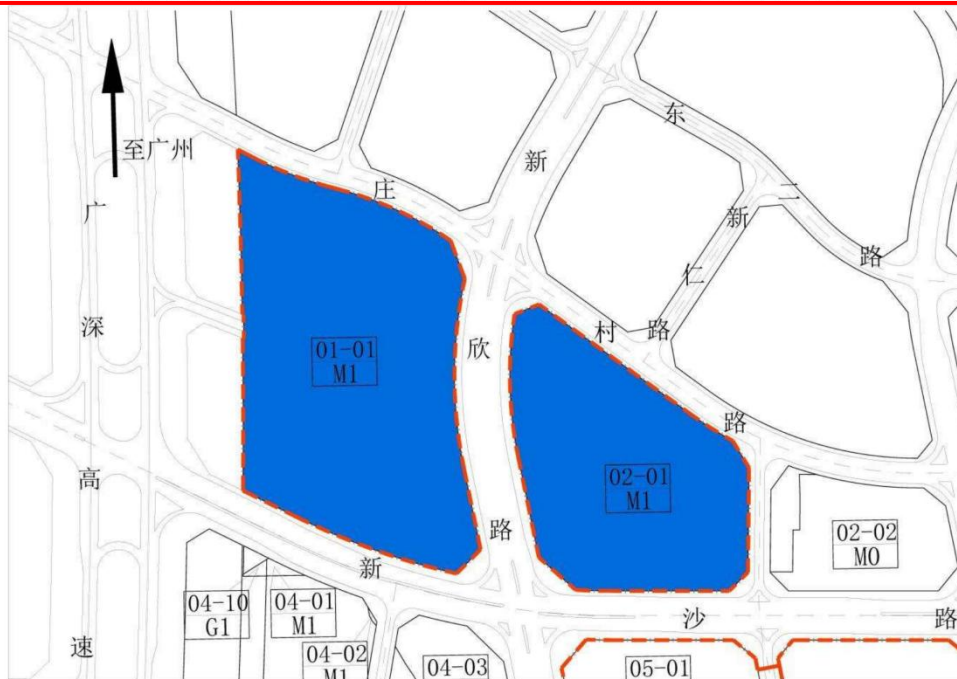 至广州
广深高速
庄村路
新欣路
东二路
新仁路
新沙路
01-01
M1
02-01
M1
02-02
M0
04-10
G1
04-01
M1
04-02
M1
04-03
05-01